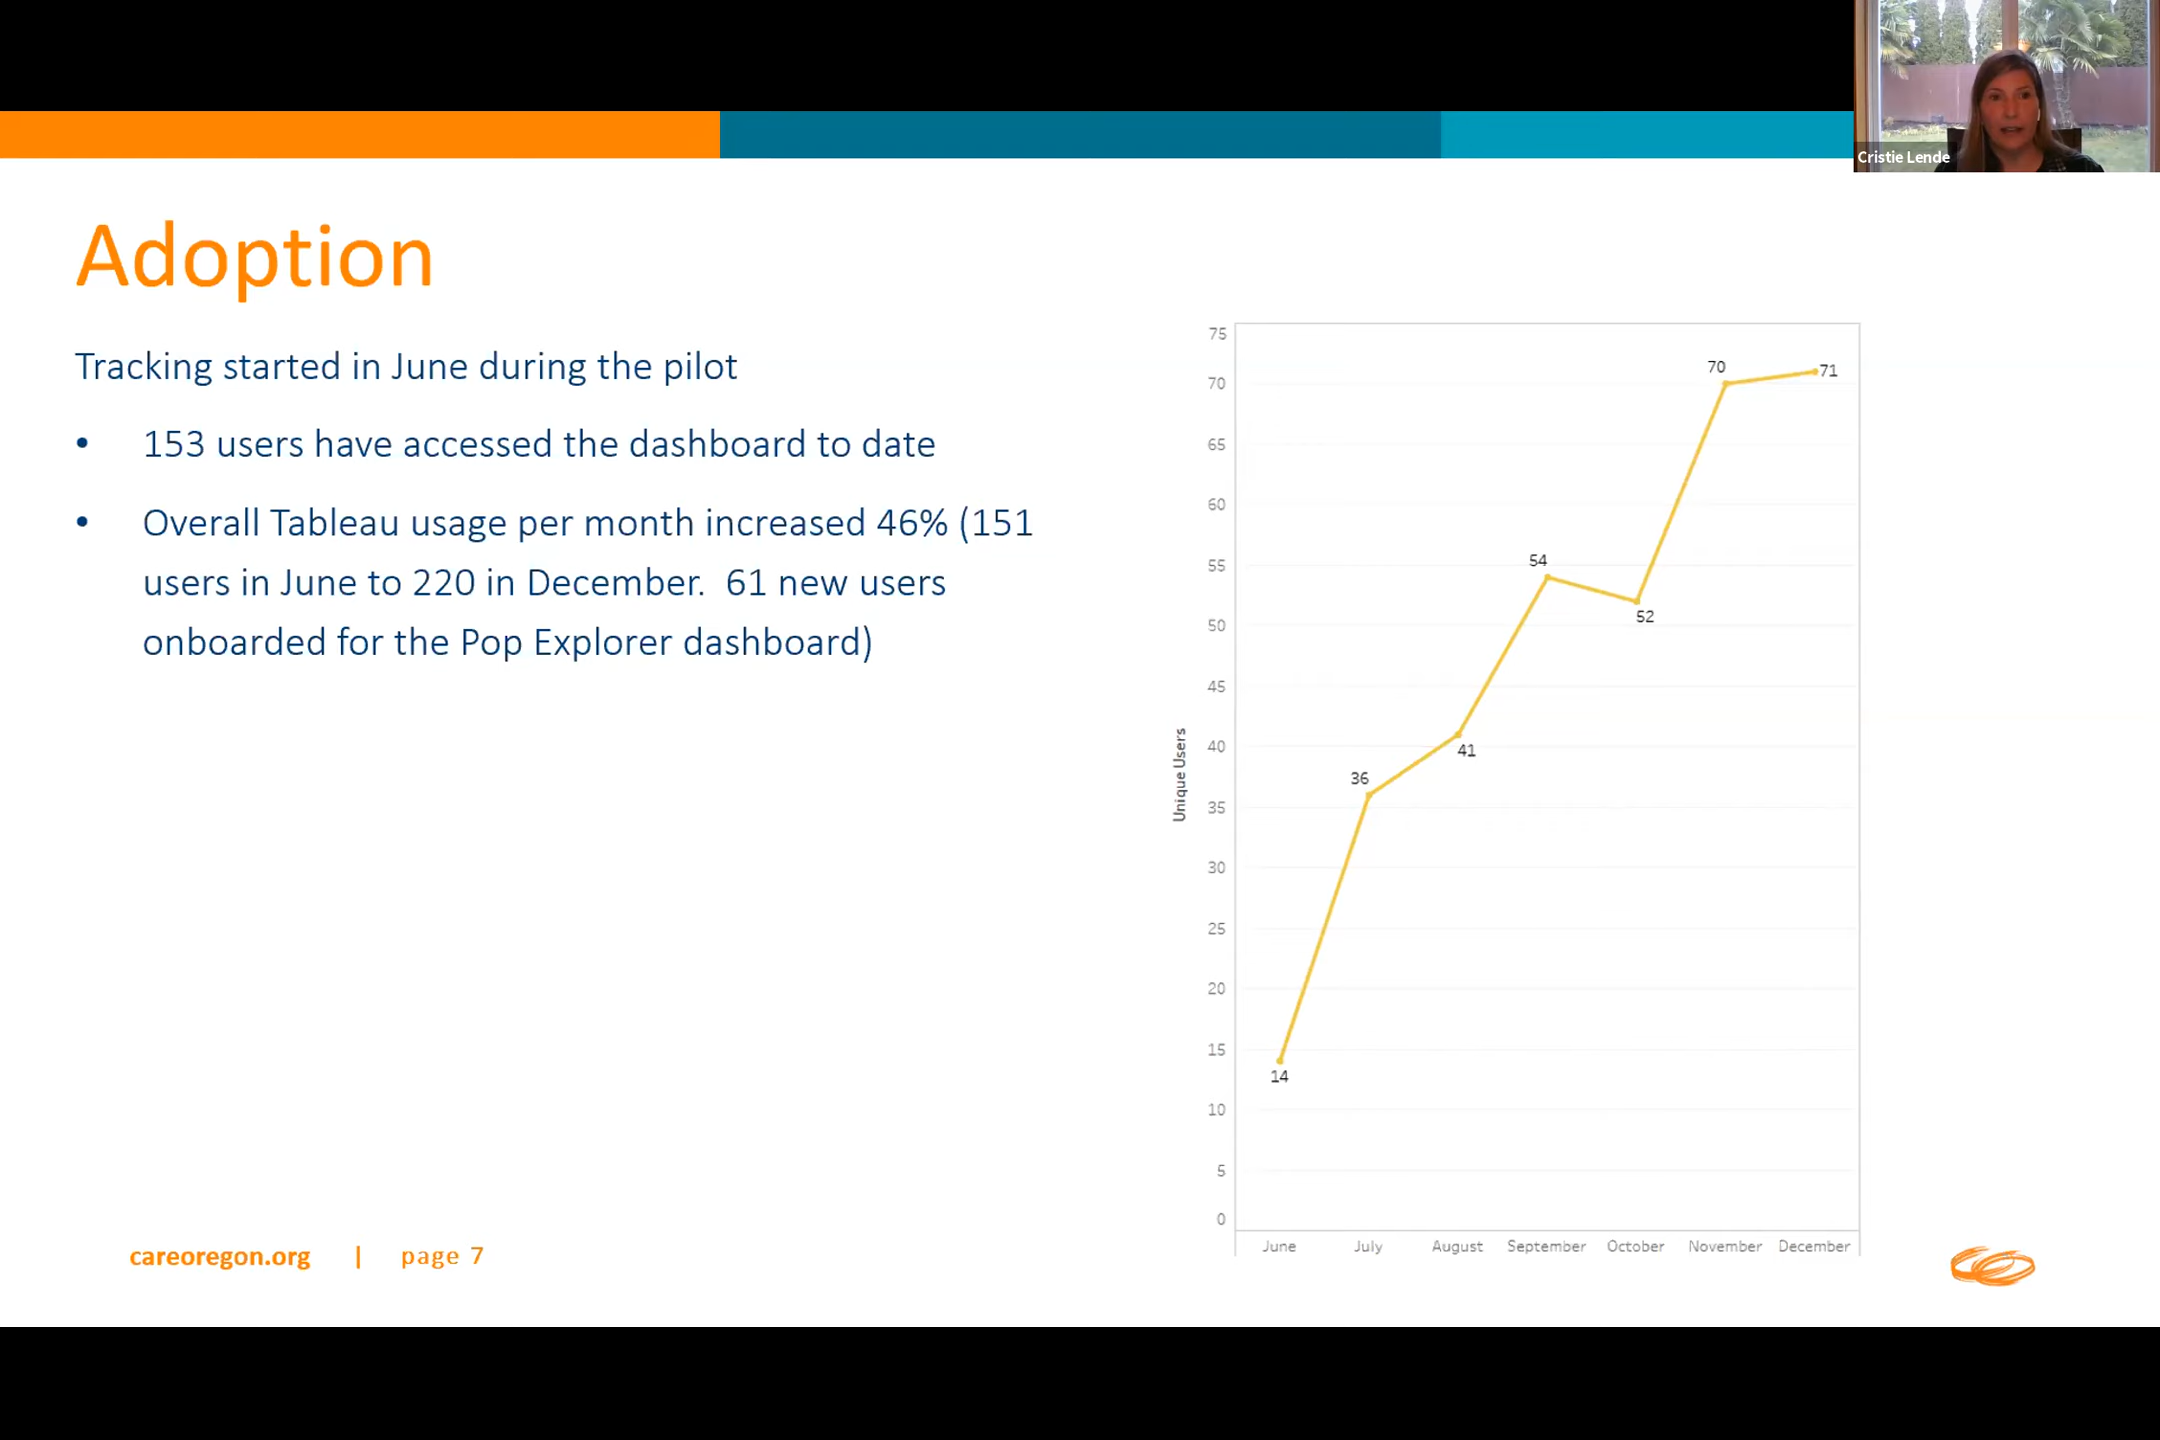 Cristie Lende
Adoption
Tracking started in June during the pilot
• 153 users have accessed the dashboard to date
• Overall Tableau usage per month increased 46% (151
users in June to 220 in December.  61 new users
onboarded for the Pop Explorer dashboard)
Unique Users
75
70
65
60
55
50
45
40
35
30
25
20
15
10
5
0
14
36
41
54
52
70
71
June July August September October November December
careoregon.org | page 7